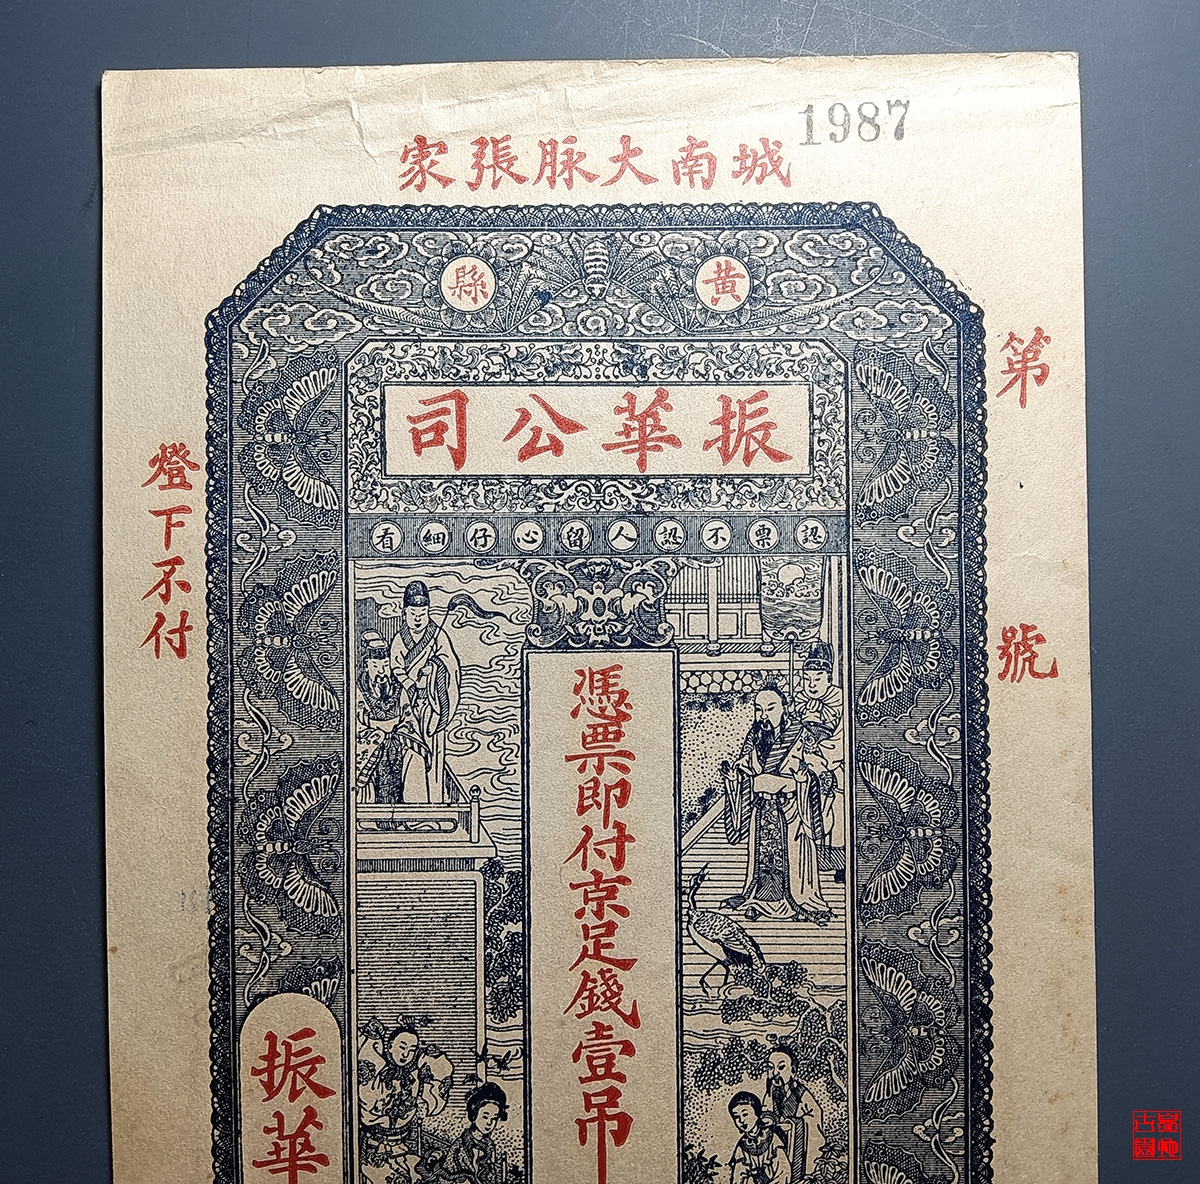 1987
城南大脉張家
黃縣
振華公司
認票不認人留心仔細看
第 號
憑票即付京足錢壹吊
燈下不付
振華